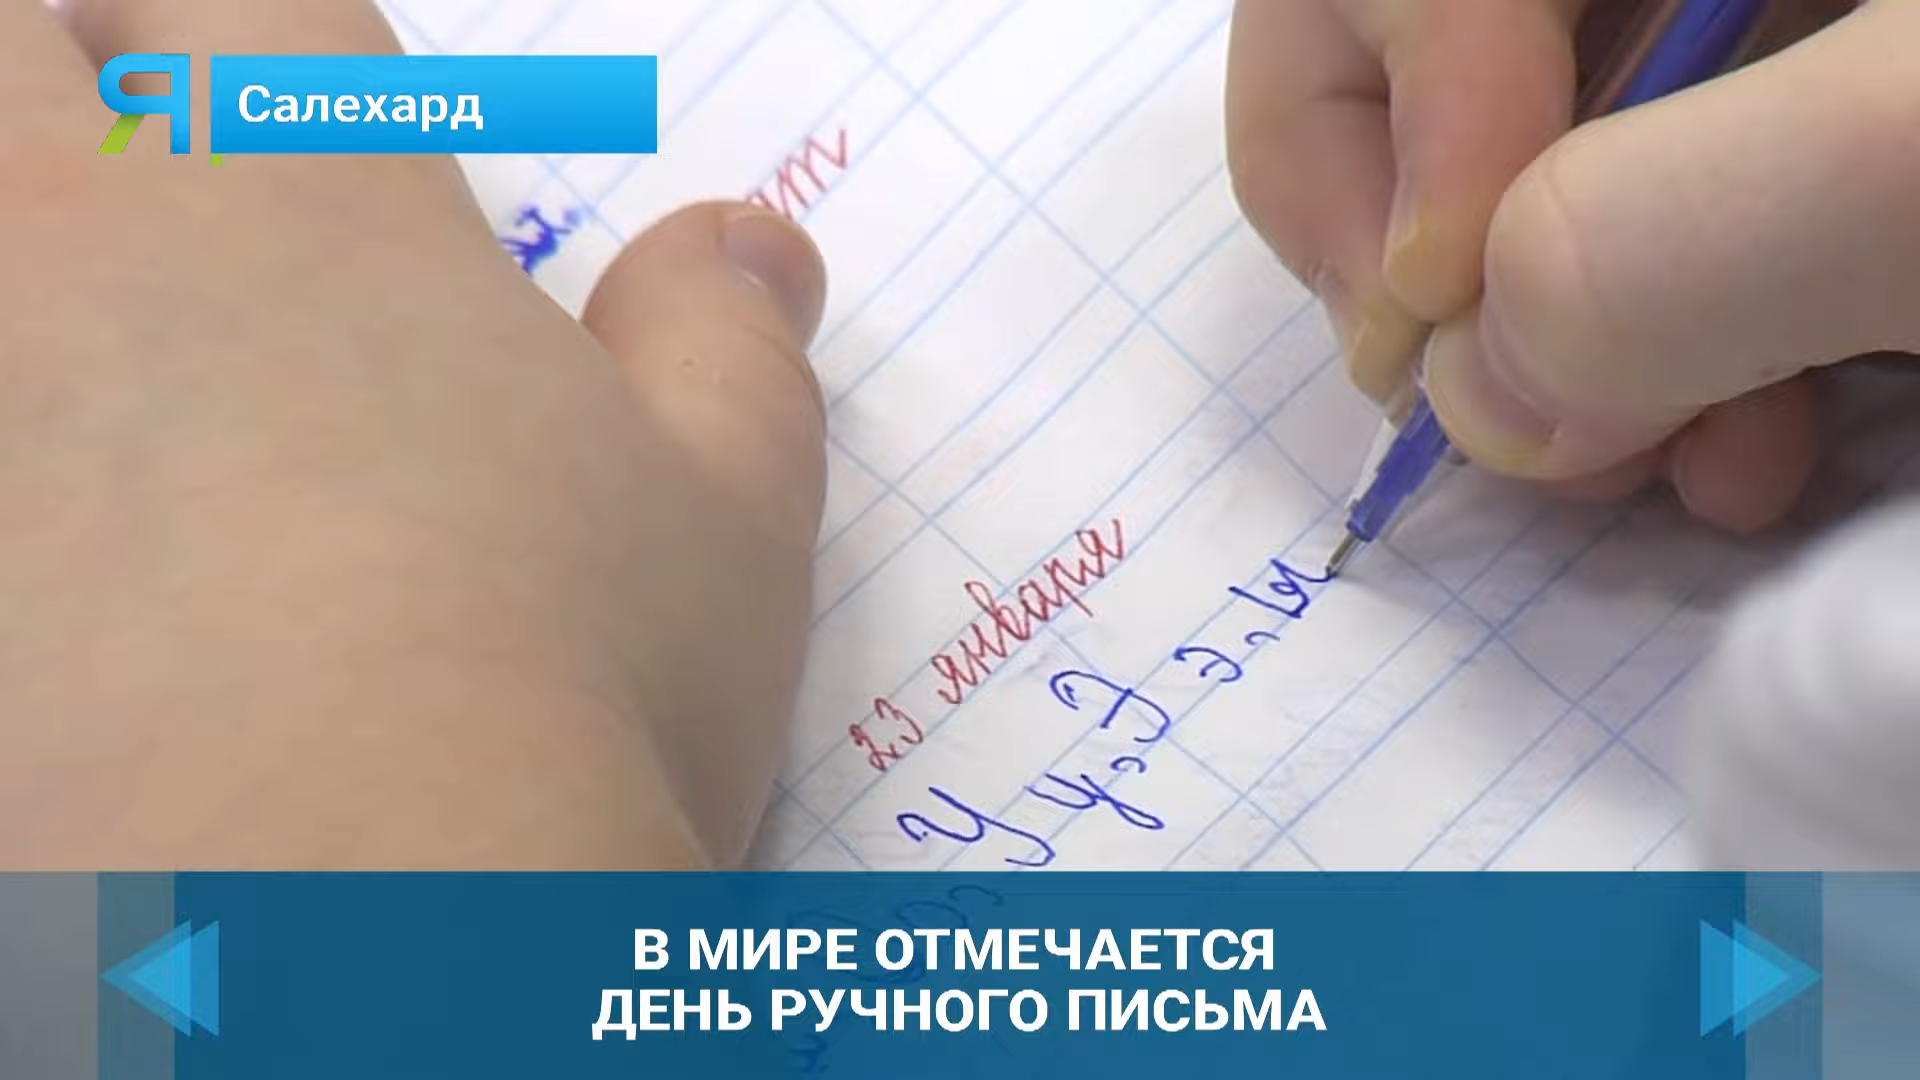 Я
Салехард
23 января
У у, Э э, Я
В МИРЕ ОТМЕЧАЕТСЯ
ДЕНЬ РУЧНОГО ПИСЬМА